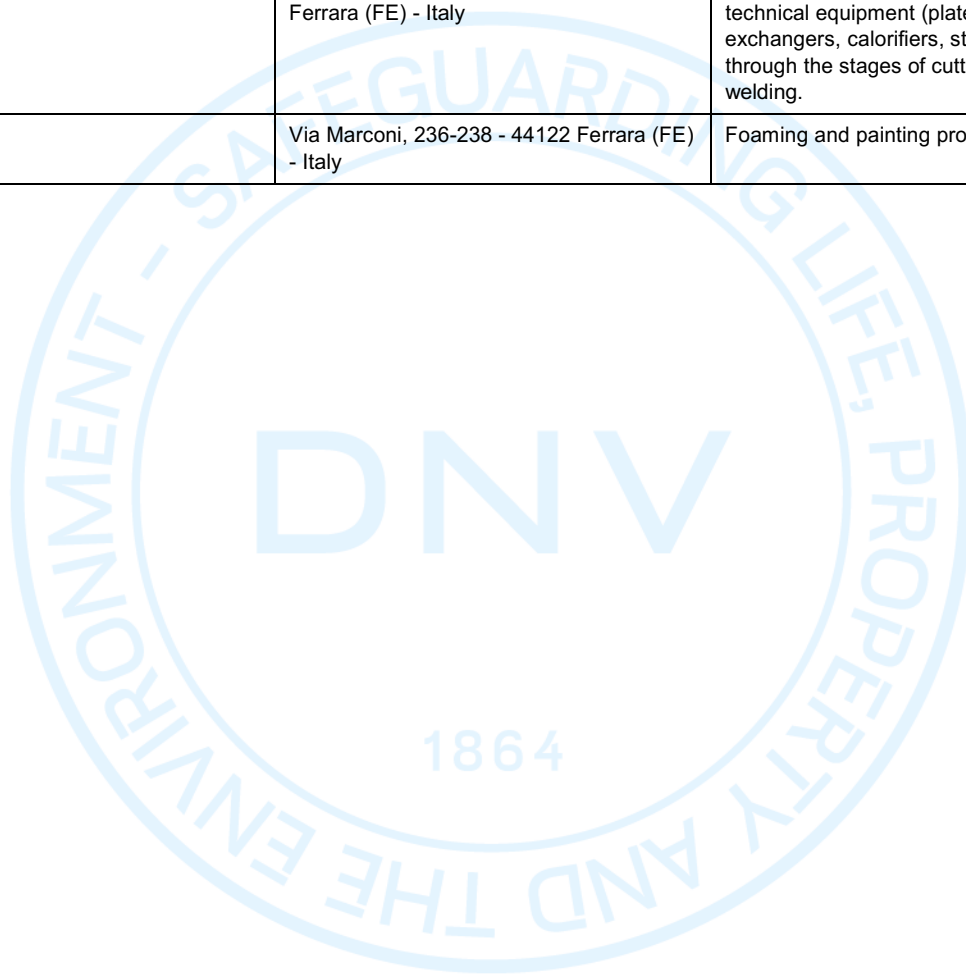 Ferrara (FE) - Italy
technical equipment (plate
exchangers, calorifiers, st
through the stages of cutt
welding.
Via Marconi, 236-238 - 44122 Ferrara (FE)
- Italy
Foaming and painting pro
SAFEGUARDING LIFE, PROPERTY AND THE ENVIRONMENT -
DNV
1864